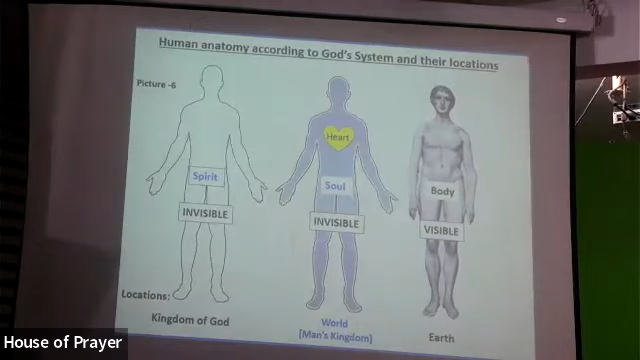 Human anatomy according to God's System and their locations
Picture -6
Heart
Spirit
Soul
Body
INVISIBLE
INVISIBLE
VISIBLE
Locations:
Kingdom of God
World
[Man's Kingdom)
Earth
House of Prayer